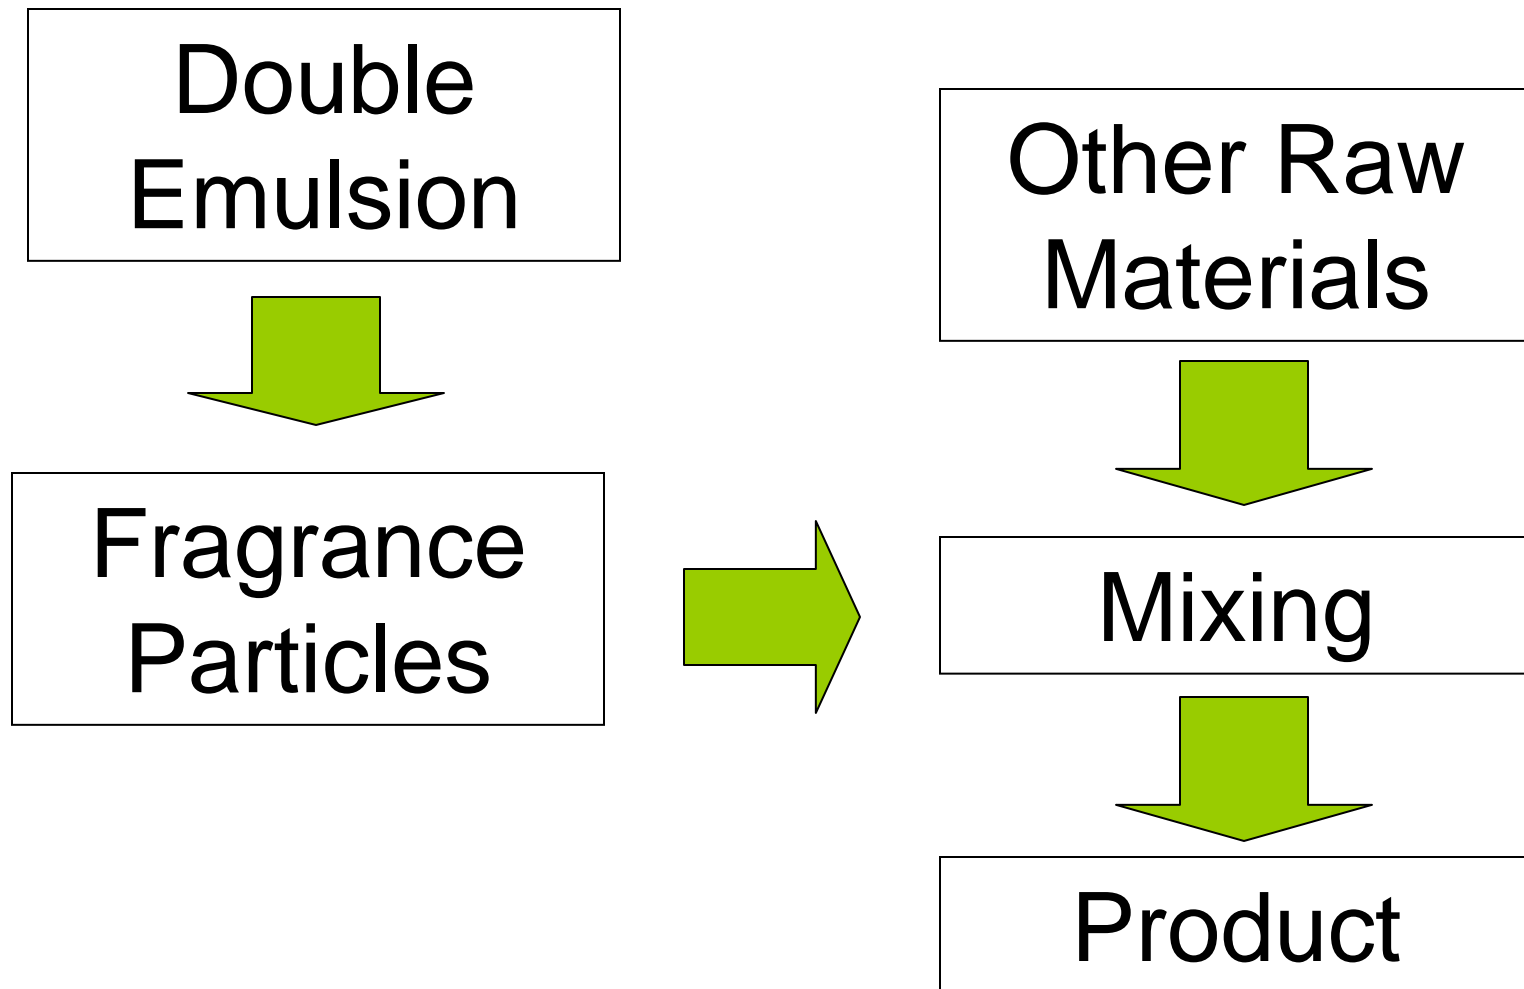 Double
Emulsion
Fragrance
Particles
Other Raw
Materials
Mixing
Product